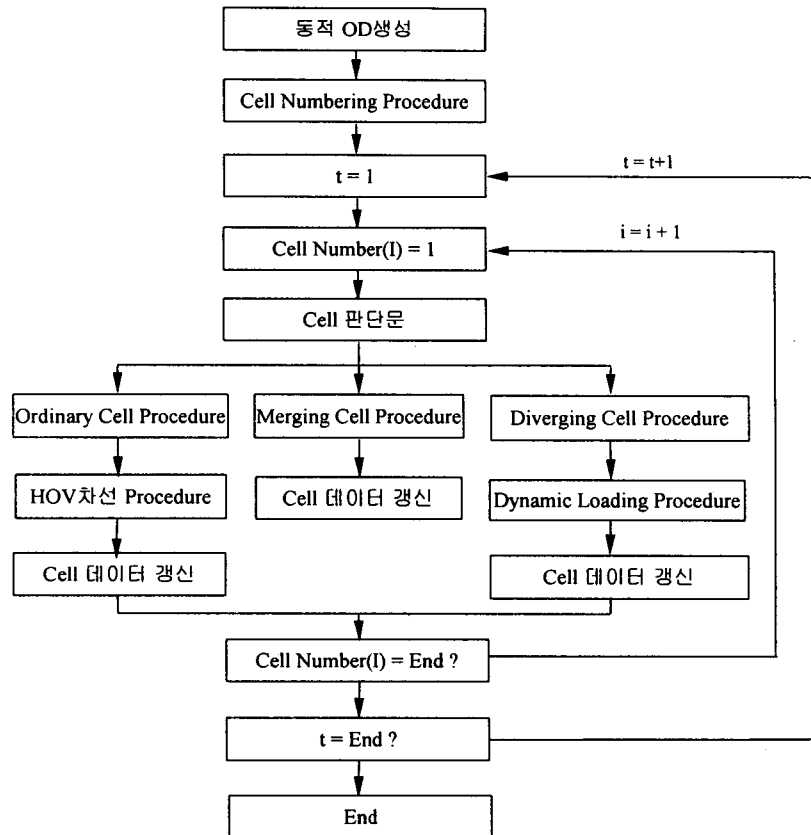 동적 OD생성
Cell Numbering Procedure
t = 1
t = t+1
Cell Number(I) = 1
i = i + 1
Cell 판단문
Ordinary Cell Procedure
Merging Cell Procedure
Diverging Cell Procedure
HOV차선 Procedure
Cell 데이터 갱신
Dynamic Loading Procedure
Cell 데이터 갱신
Cell 데이터 갱신
Cell Number(I) = End ?
t = End ?
End